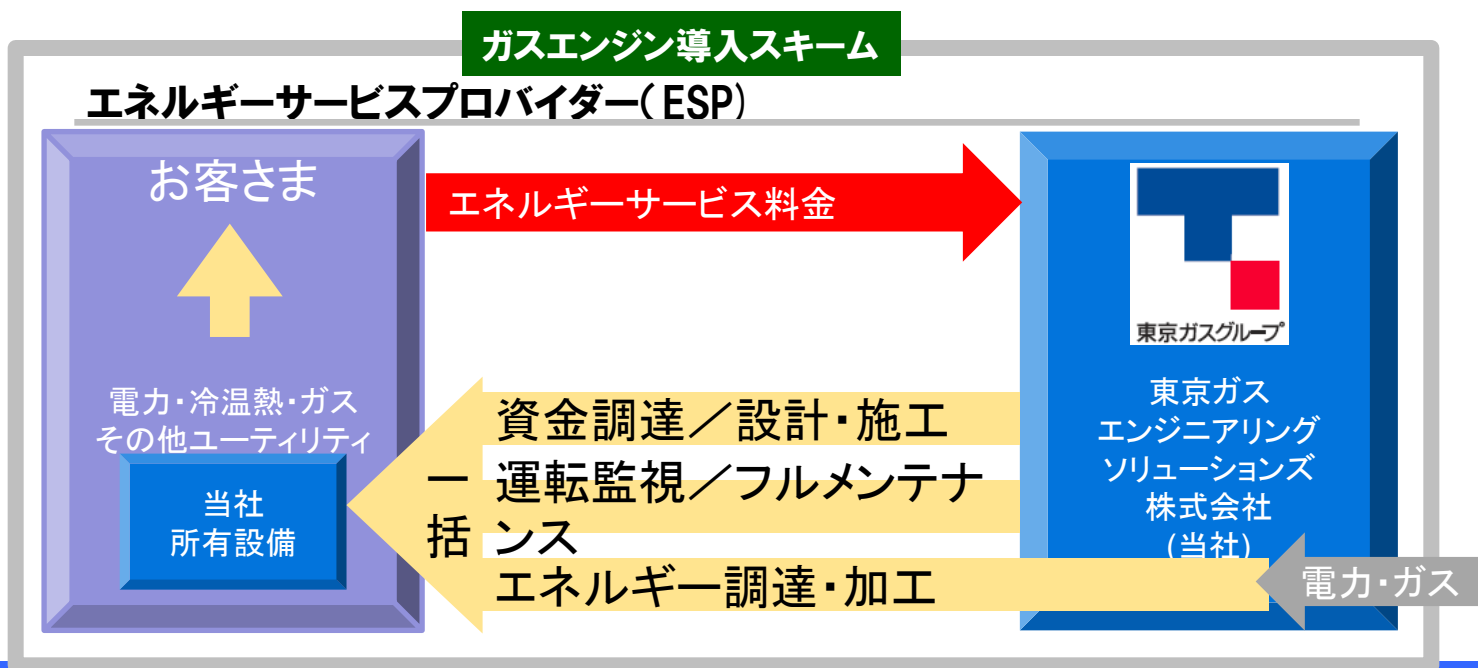 ガスエンジン導入スキーム
エネルギーサービスプロバイダー(ESP)
お客さま
電力・冷温熱・ガス
その他ユーティリティ
当社
所有設備
エネルギーサービス料金
一括
資金調達／設計・施工
運転監視／フルメンテナ
ンス
エネルギー調達・加工
東京ガスグループ
東京ガス
エンジニアリング
ソリューションズ
株式会社
(当社)
電力・ガス